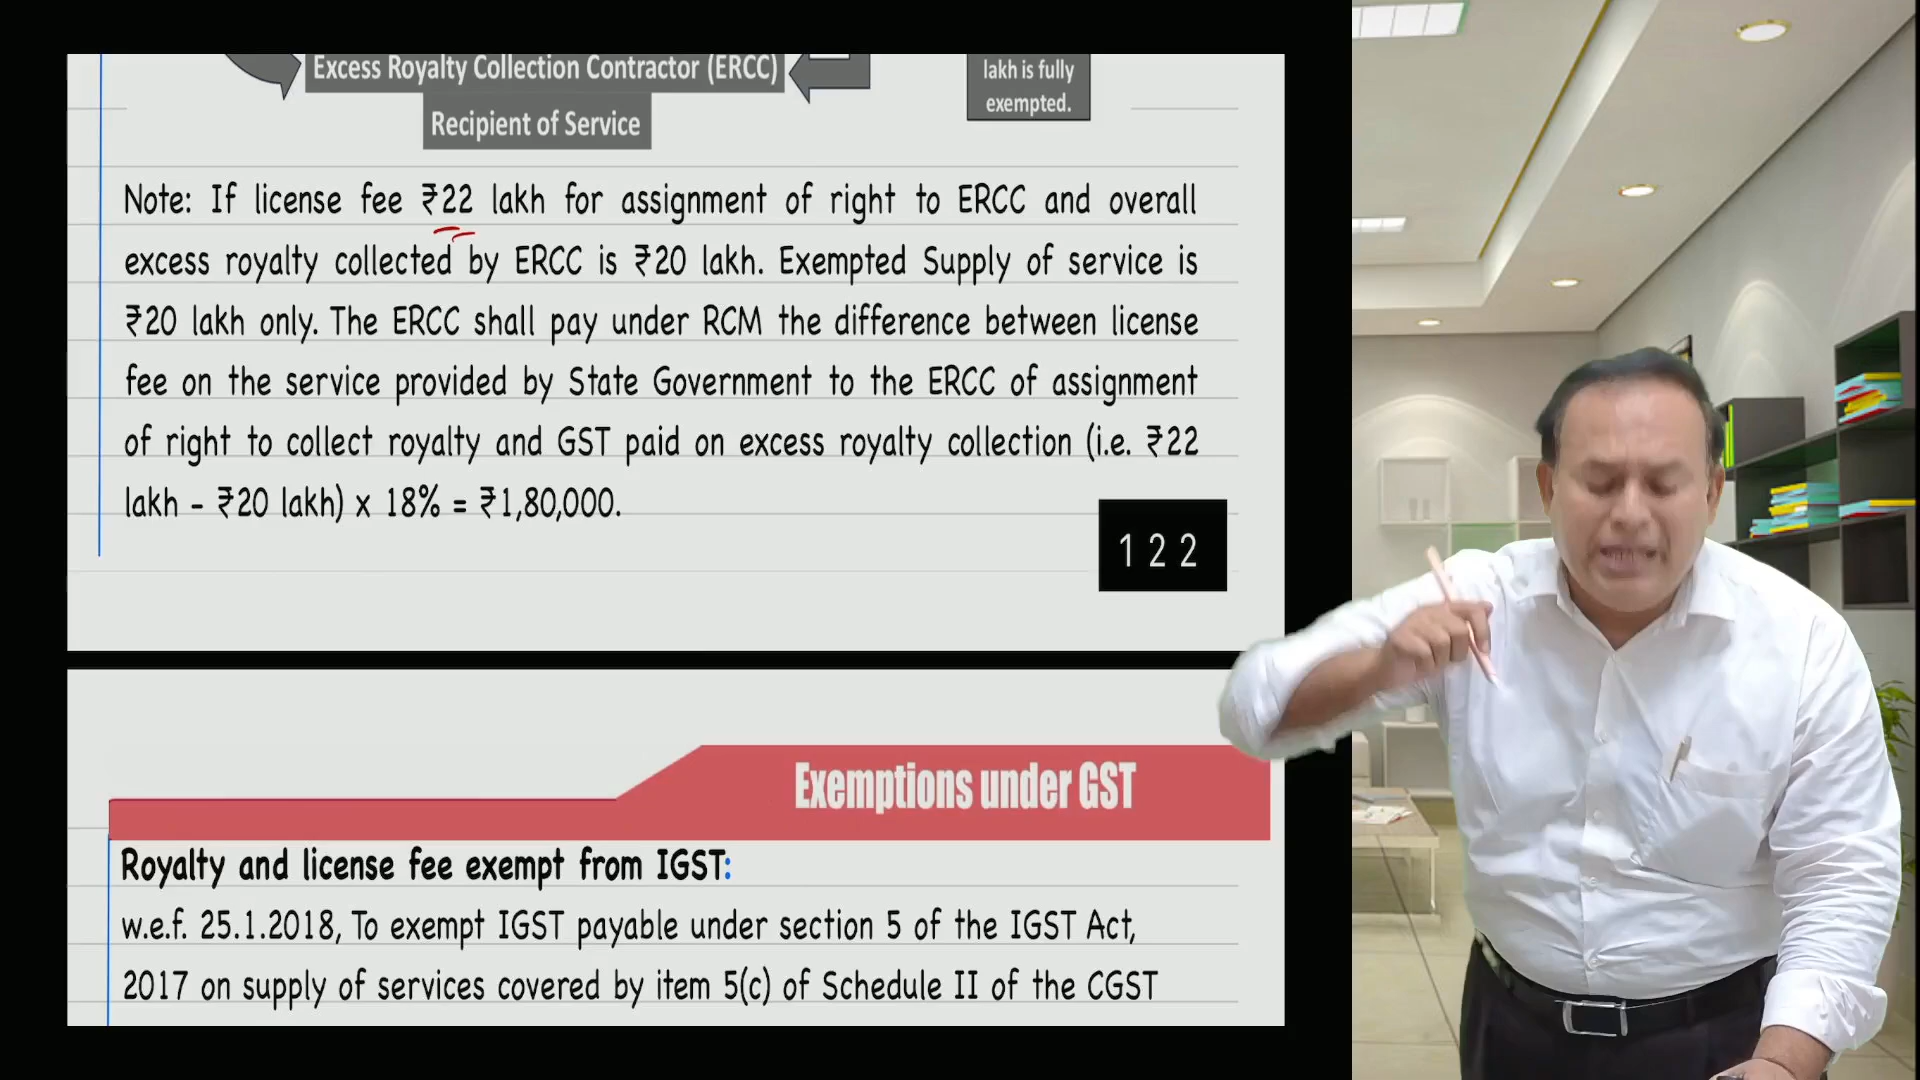 Excess Royalty Collection Contractor (ERCC)
Recipient of Service
lakh is fully
exempted.
Note: If license fee ₹22 lakh for assignment of right to ERCC and overall
excess royalty collected by ERCC is ₹20 lakh. Exempted Supply of service is
₹20 lakh only. The ERCC shall pay under RCM the difference between license
fee on the service provided by State Government to the ERCC of assignment
of right to collect royalty and GST paid on excess royalty collection (i.e. ₹22
lakh - ₹20 lakh) x 18% = ₹1,80,000.
122
Exemptions under GST
Royalty and license fee exempt from IGST:
w.e.f. 25.1.2018, To exempt IGST payable under section 5 of the IGST Act,
2017 on supply of services covered by item 5(c) of Schedule II of the CGST